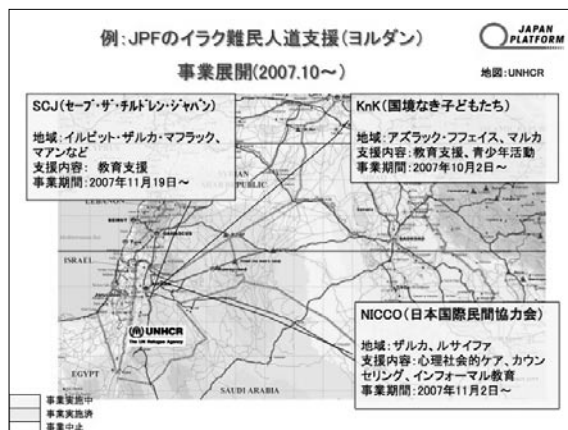 例：JPFのイラク難民人道支援(ヨルダン)
事業展開(2007.10～)
JAPAN
PLATFORM
地図：UNHCR
SCJ(セーブ・ザ・チルドレン・ジャパン)
地域：イルビット・ザルカ・マフラック、
マアンなど
支援内容： 教育支援
事業期間：2007年11月19日～
KnK(国境なき子どもたち)
地域：アズラック・フフェイス、マルカ
支援内容：教育支援、青少年活動
事業期間：2007年10月2日～
LEBANON
BEIRUT
DAMASCUS
ISRAEL
BAGHDAD
UNHCR
The UN Refugee Agency
EGYPT
SAUDI ARABIA
NICCO(日本国際民間協力会)
地域：ザルカ、ルサイファ
支援内容：心理社会的ケア、カウン
セリング、インフォーマル教育
事業期間：2007年11月2日～
事業実施中
事業実施済
事業中止